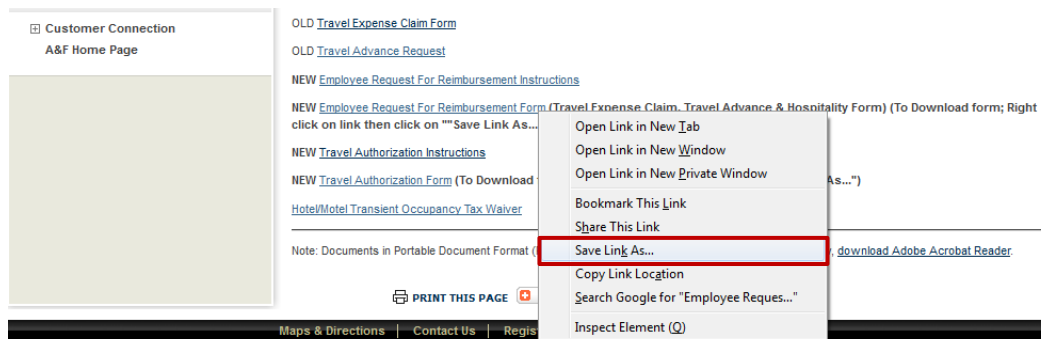 Customer Connection
A&F Home Page
OLD Travel Expense Claim Form
OLD Travel Advance Request
NEW Employee Request For Reimbursement Instructions
NEW Employee Request For Reimbursement Form (Travel Expense Claim, Travel Advance & Hospitality Form) (To Download form; Right
click on link then click on ""Save Link As...
NEW Travel Authorization Instructions
NEW Travel Authorization Form (To Download As...")
Hotel/Motel Transient Occupancy Tax Waiver
Note: Documents in Portable Document Format ( , download Adobe Acrobat Reader.
PRINT THIS PAGE
Maps & Directions | Contact Us | Regis
Open Link in New Tab
Open Link in New Window
Open Link in New Private Window
Bookmark This Link
Share This Link
Save Link As...
Copy Link Location
Search Google for "Employee Reques..."
Inspect Element (Q)